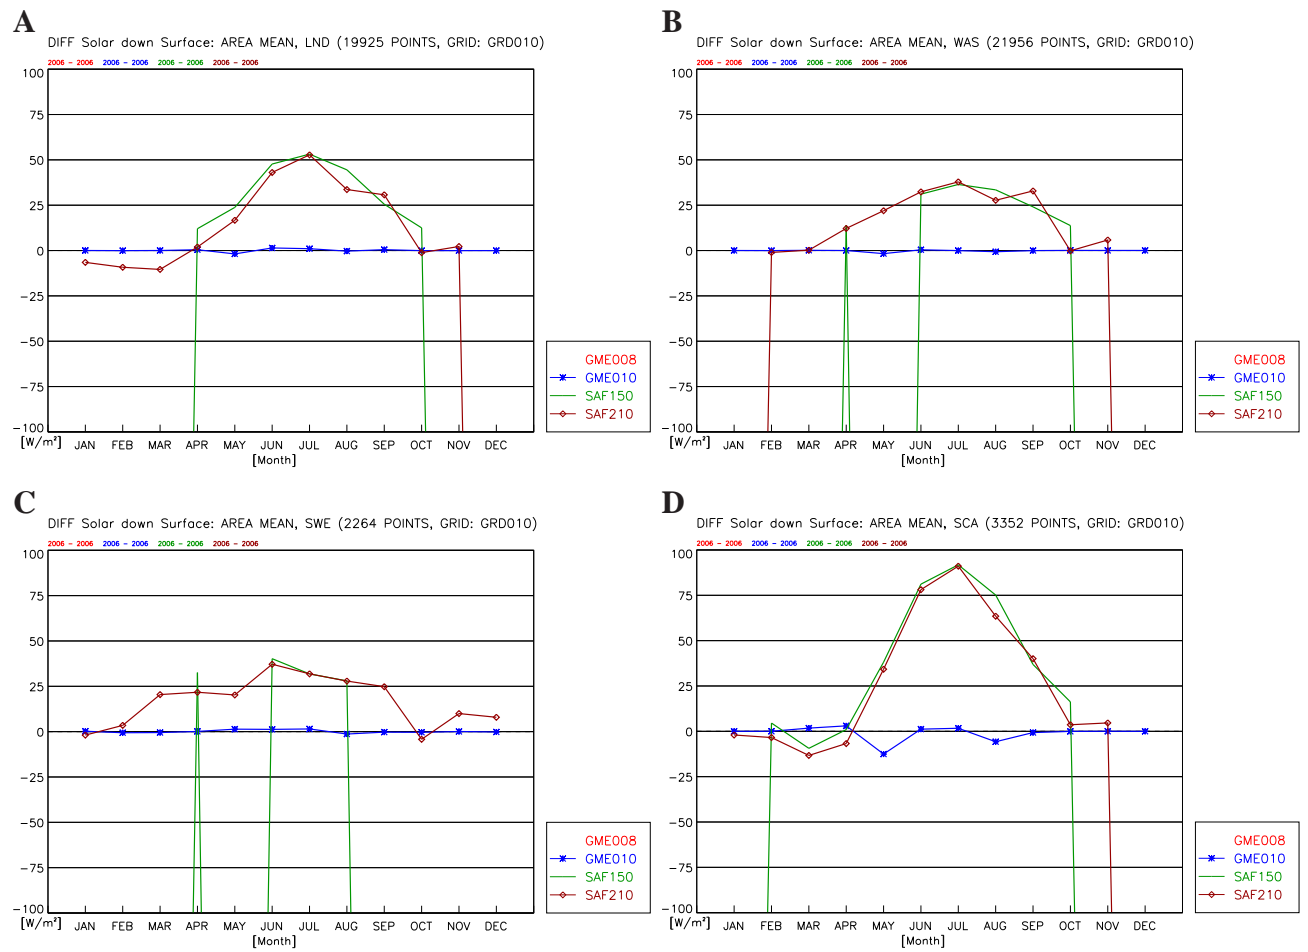 A
DIFF Solar down Surface: AREA MEAN, LND (19925 POINTS, GRID: GRD010)
2006 - 2006 2006 - 2006 2006 - 2006 2006 - 2006
100
75
50
25
0
-25
-50
-75
-100
[W/m²]
JAN FEB MAR APR MAY JUN JUL AUG SEP OCT NOV DEC
[Month]
GME008
GME010
SAF150
SAF210
B
DIFF Solar down Surface: AREA MEAN, WAS (21956 POINTS, GRID: GRD010)
2006 - 2006 2006 - 2006 2006 - 2006 2006 - 2006
100
75
50
25
0
-25
-50
-75
-100
[W/m²]
JAN FEB MAR APR MAY JUN JUL AUG SEP OCT NOV DEC
[Month]
GME008
GME010
SAF150
SAF210
C
DIFF Solar down Surface: AREA MEAN, SWE (2264 POINTS, GRID: GRD010)
2006 - 2006 2006 - 2006 2006 - 2006 2006 - 2006
100
75
50
25
0
-25
-50
-75
-100
[W/m²]
JAN FEB MAR APR MAY JUN JUL AUG SEP OCT NOV DEC
[Month]
GME008
GME010
SAF150
SAF210
D
DIFF Solar down Surface: AREA MEAN, SCA (3352 POINTS, GRID: GRD010)
2006 - 2006 2006 - 2006 2006 - 2006 2006 - 2006
100
75
50
25
0
-25
-50
-75
-100
[W/m²]
JAN FEB MAR APR MAY JUN JUL AUG SEP OCT NOV DEC
[Month]
GME008
GME010
SAF150
SAF210